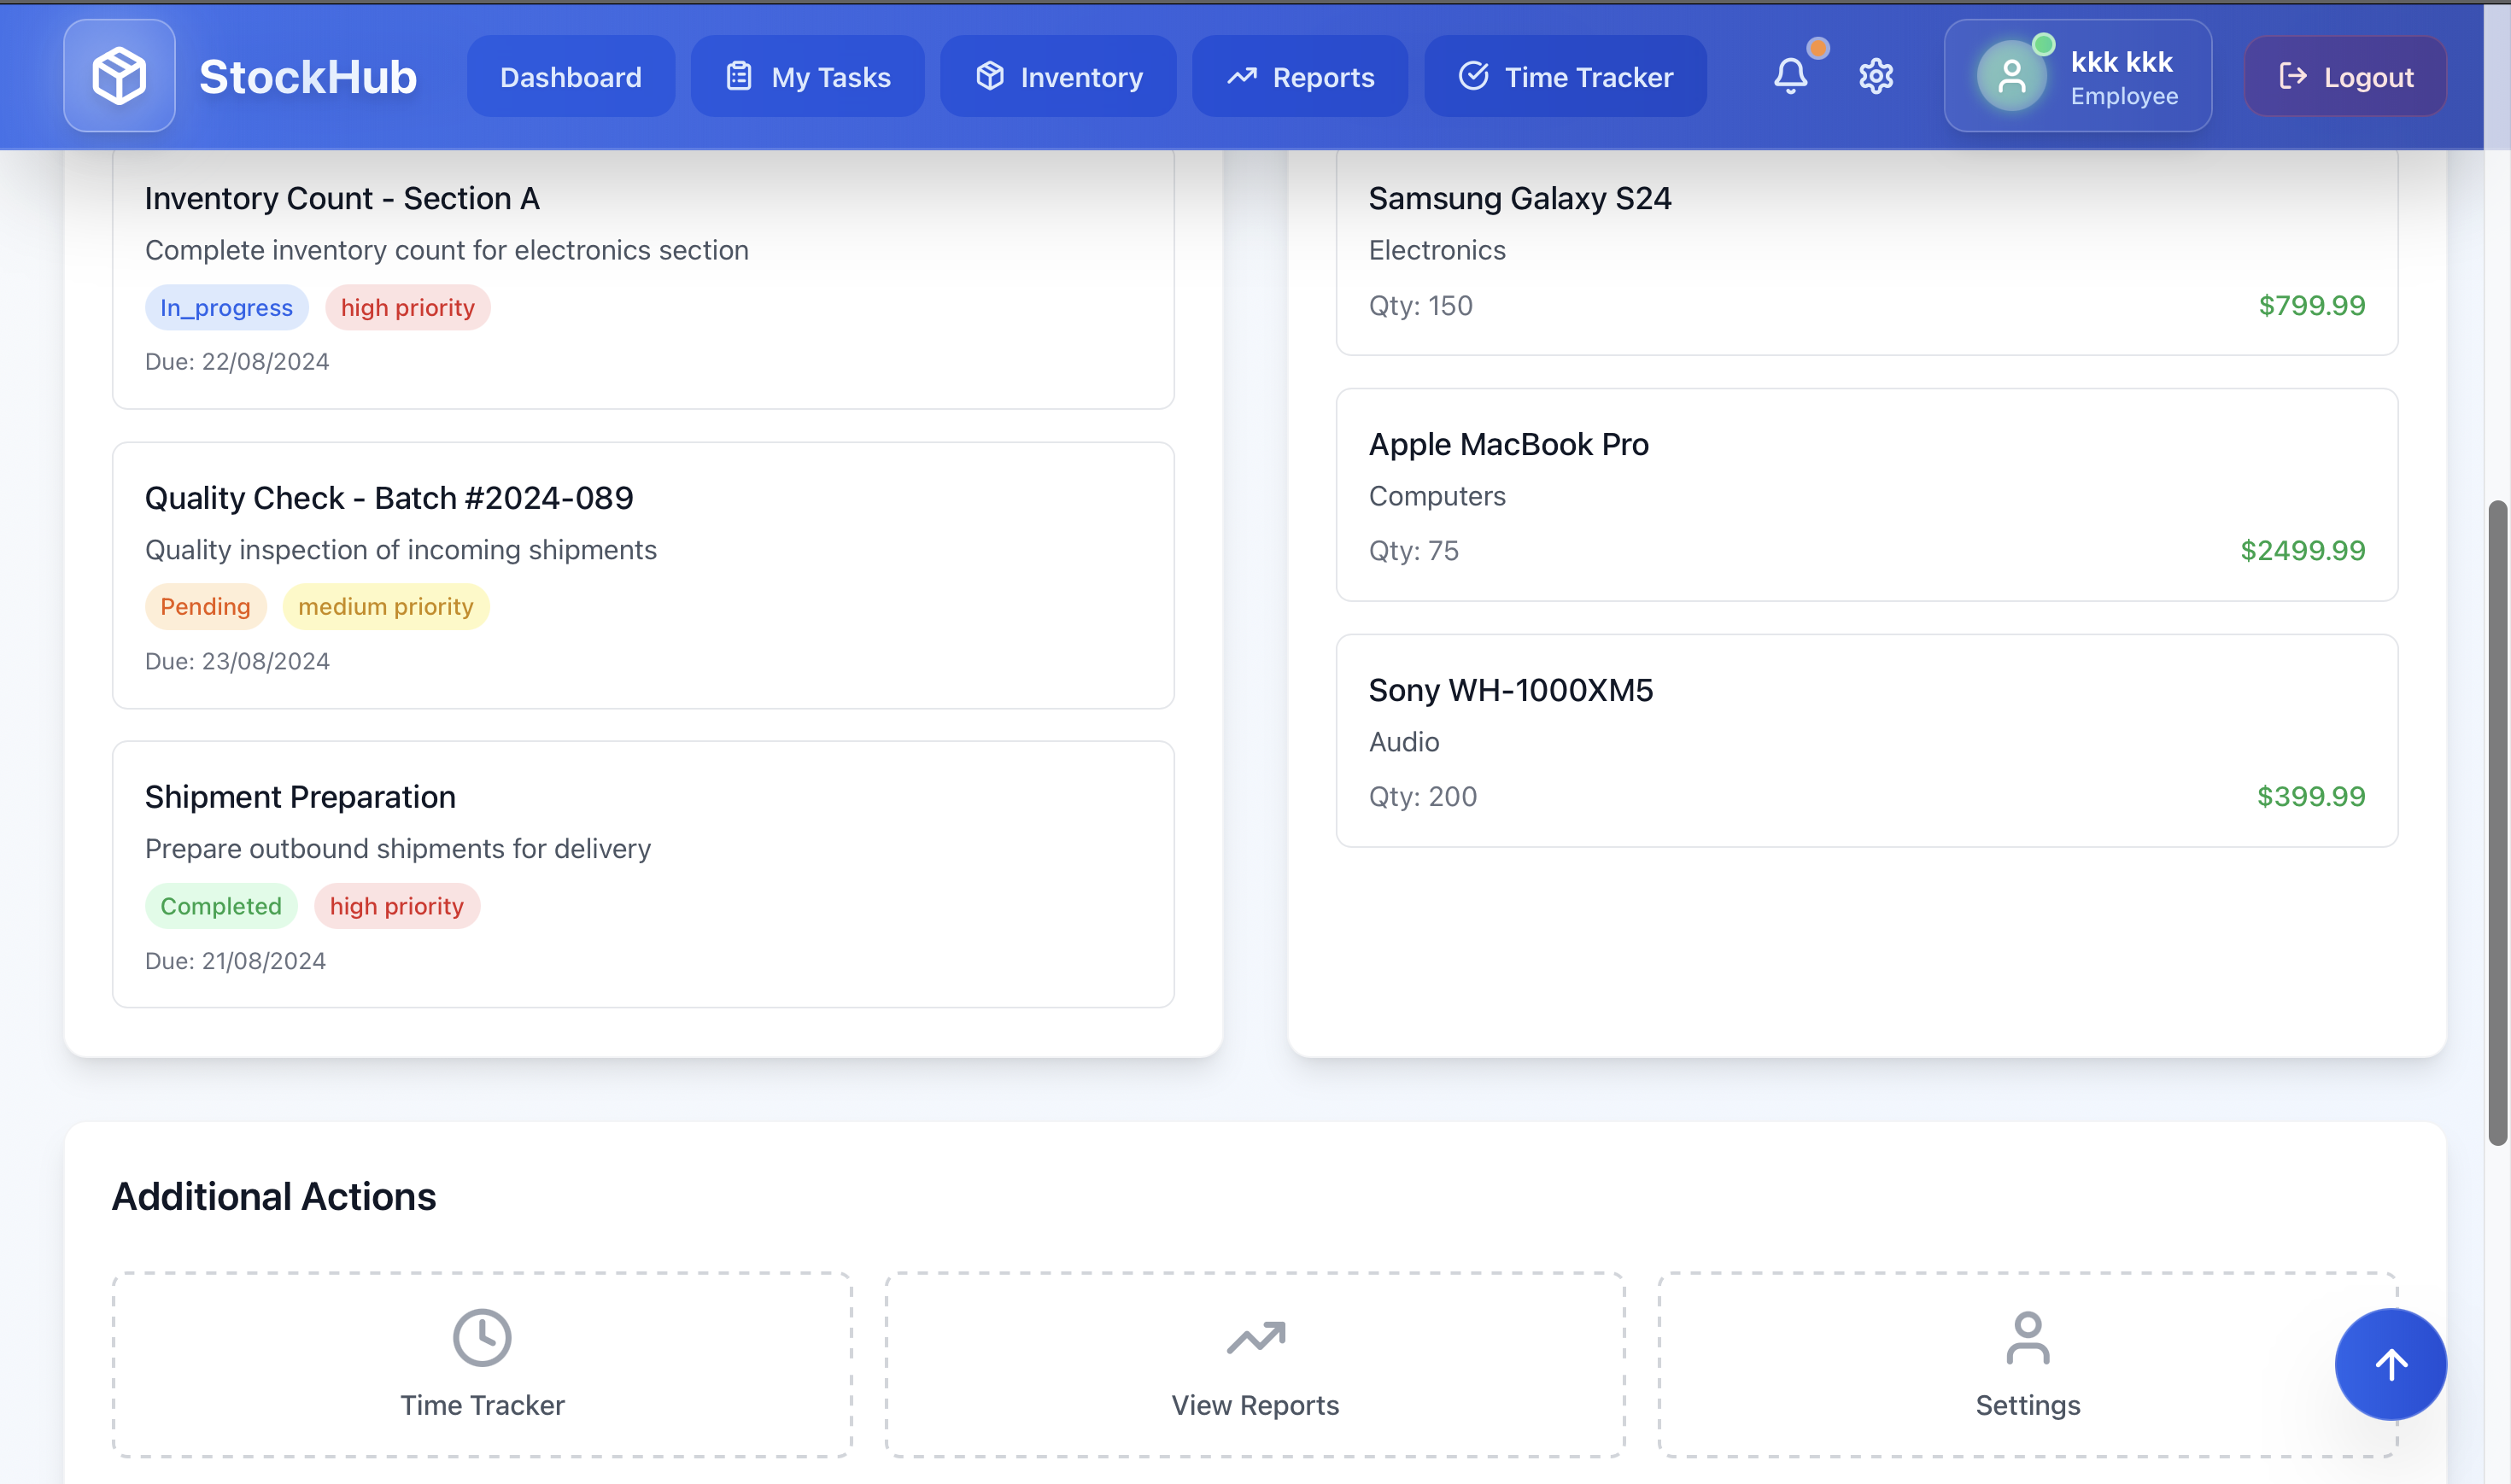 StockHub
Dashboard
My Tasks
Inventory
Reports
Time Tracker
kkk kkk
Employee
Logout
Inventory Count - Section A
Complete inventory count for electronics section
In_progress
high priority
Due: 22/08/2024
Quality Check - Batch #2024-089
Quality inspection of incoming shipments
Pending
medium priority
Due: 23/08/2024
Shipment Preparation
Prepare outbound shipments for delivery
Completed
high priority
Due: 21/08/2024
Samsung Galaxy S24
Electronics
Qty: 150
$799.99
Apple MacBook Pro
Computers
Qty: 75
$2499.99
Sony WH-1000XM5
Audio
Qty: 200
$399.99
Additional Actions
Time Tracker
View Reports
Settings